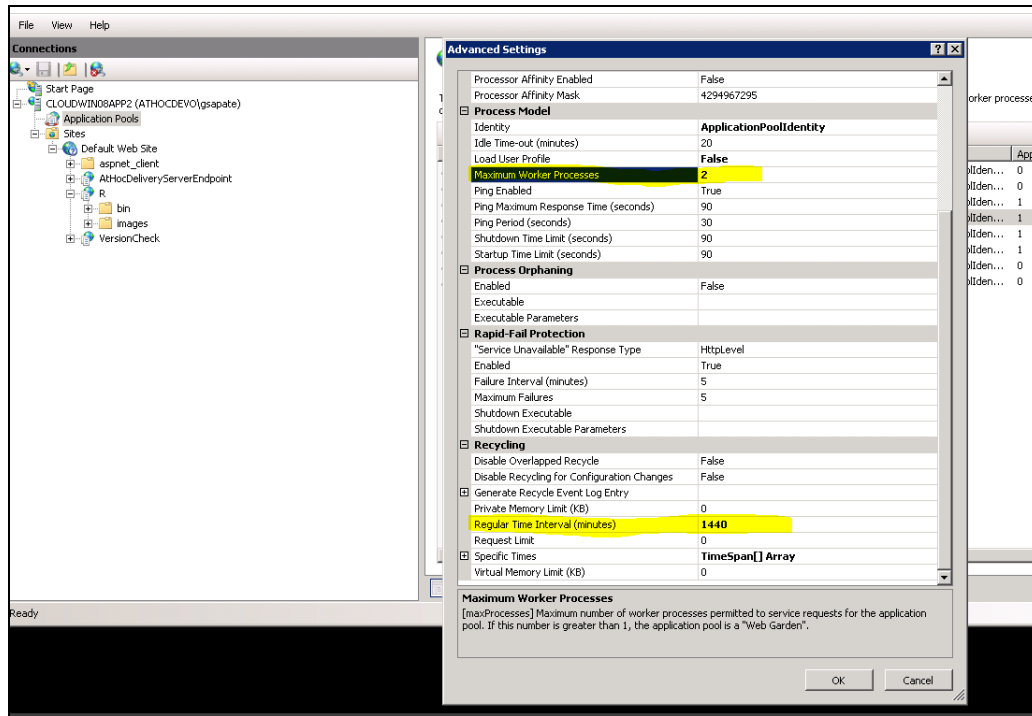 File View Help
Connections
Start Page
CLOUDWIN08APP2 (ATHOCDEVO\gsapate)
Application Pools
Sites
Default Web Site
aspnet_client
AtHocDeliveryServerEndpoint
R
bin
images
VersionCheck
Ready
Advanced Settings
Processor Affinity Enabled False
Processor Affinity Mask 4294967295
Process Model
Identity ApplicationPoolIdentity
Idle Time-out (minutes) 20
Load User Profile False
Maximum Worker Processes 2
Ping Enabled True
Ping Maximum Response Time (seconds) 90
Ping Period (seconds) 30
Shutdown Time Limit (seconds) 90
Startup Time Limit (seconds) 90
Process Orphaning
Enabled False
Executable
Executable Parameters
Rapid-Fail Protection
"Service Unavailable" Response Type HttpLevel
Enabled True
Failure Interval (minutes) 5
Maximum Failures 5
Shutdown Executable
Shutdown Executable Parameters
Recycling
Disable Overlapped Recycle False
Disable Recycling for Configuration Changes False
Generate Recycle Event Log Entry
Private Memory Limit (KB) 0
Regular Time Interval (minutes) 1440
Request Limit 0
Specific Times TimeSpan[] Array
Virtual Memory Limit (KB) 0
Maximum Worker Processes
[maxProcesses] Maximum number of worker processes permitted to service requests for the application
pool. If this number is greater than 1, the application pool is a "Web Garden".
OK Cancel
orker processe
App
olIden... 0
olIden... 0
olIden... 1
olIden... 1
olIden... 1
olIden... 1
olIden... 0
olIden... 0